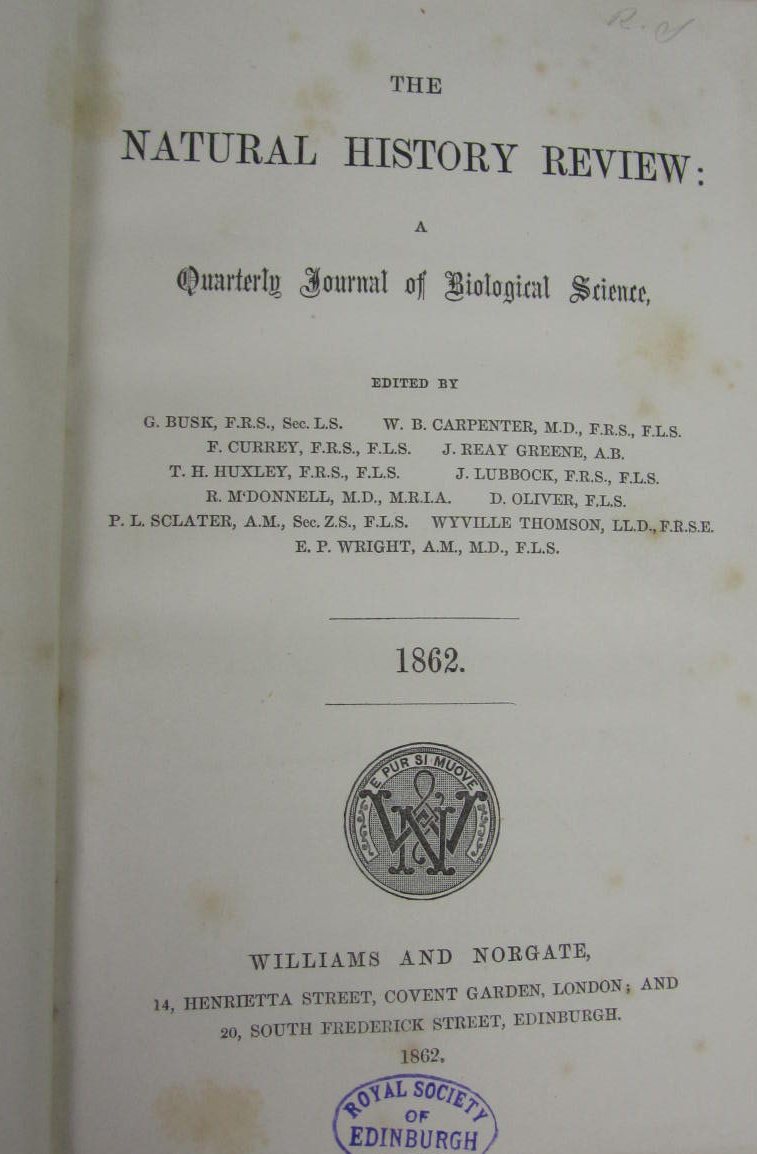 R. S
THE
NATURAL HISTORY REVIEW:
A
Quarterly Journal of Biological Science,
EDITED BY
G. BUSK, F.R.S., Sec. L.S. W. B. CARPENTER, M.D., F.R.S., F.L.S.
F. CURREY, F.R.S., F.L.S. J. REAY GREENE, A.B.
T. H. HUXLEY, F.R.S., F.L.S. J. LUBBOCK, F.R.S., F.L.S.
R. M'DONNELL, M.D., M.R.I.A. D. OLIVER, F.L.S.
P. L. SCLATER, A.M., Sec. Z.S., F.L.S. WYVILLE THOMSON, LL.D., F.R.S.E.
E. P. WRIGHT, A.M., M.D., F.L.S.
1862.
E PUR SI MUOVE
WN
WILLIAMS AND NORGATE,
14, HENRIETTA STREET, COVENT GARDEN, LONDON; AND
20, SOUTH FREDERICK STREET, EDINBURGH.
1862.
ROYAL SOCIETY
OF
EDINBURGH